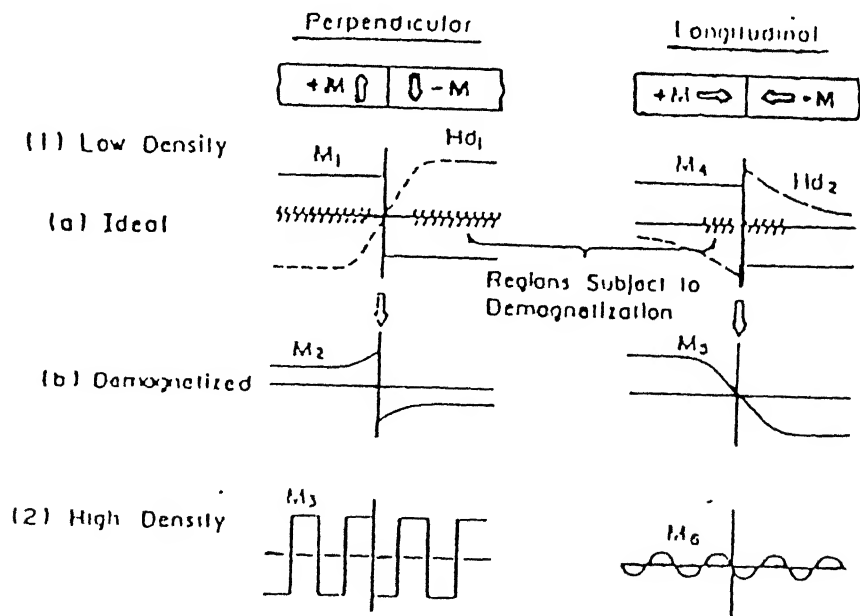 Perpendicular
Longitudinal
+M
-M
+M
-M
(1) Low Density
M1
Hd1
M4
Hd2
(a) Ideal
Regions Subject to
Demagnetization
M2
M5
(b) Demagnetized
M3
(2) High Density
M6